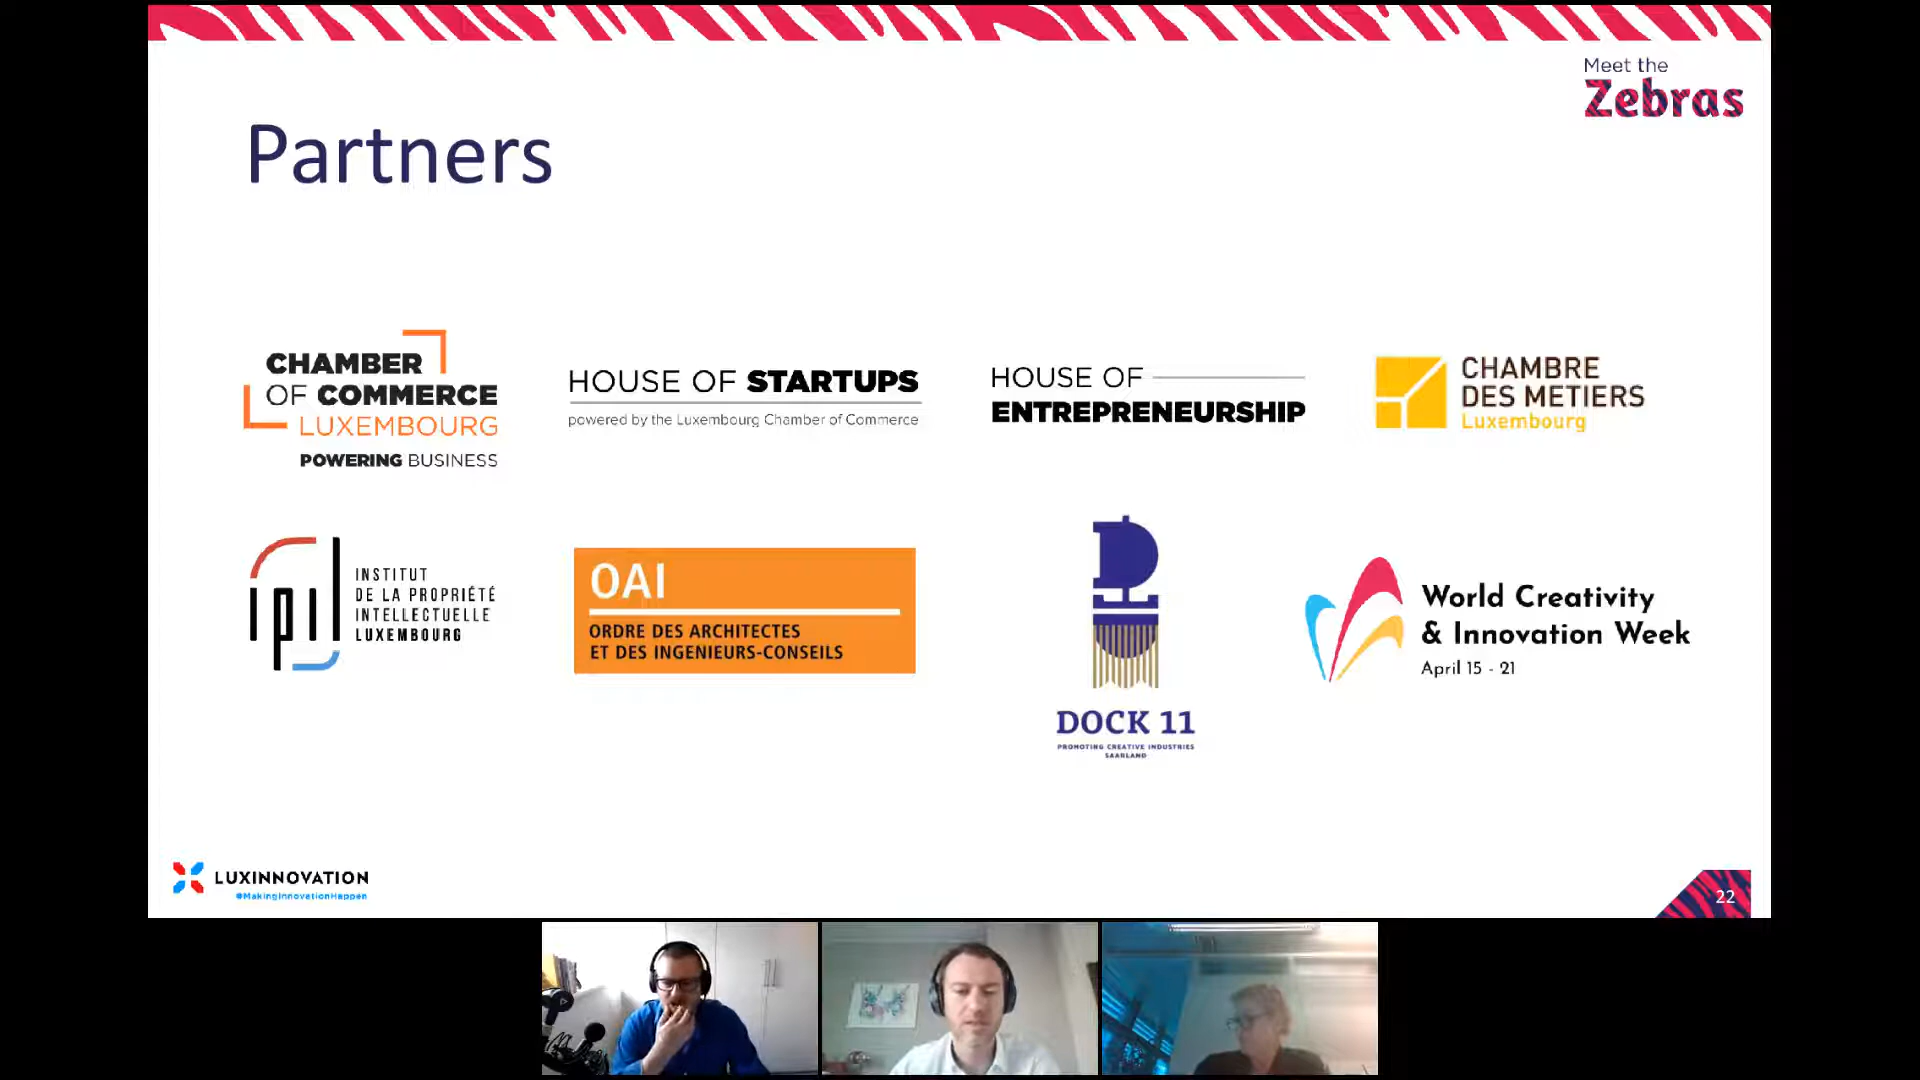 Meet the
Zebras
Partners
CHAMBER
OF COMMERCE
LUXEMBOURG
POWERING BUSINESS
HOUSE OF STARTUPS
powered by the Luxembourg Chamber of Commerce
HOUSE OF
ENTREPRENEURSHIP
CHAMBRE
DES METIERS
Luxembourg
ipil
INSTITUT
DE LA PROPRIÉTÉ
INTELLECTUELLE
LUXEMBOURG
OAI
ORDRE DES ARCHITECTES
ET DES INGENIEURS-CONSEILS
DOCK 11
PROMOTING CREATIVE INDUSTRIES
SAARLAND
World Creativity
& Innovation Week
April 15 - 21
LUXINNOVATION
#MakingInnovationHappen
22